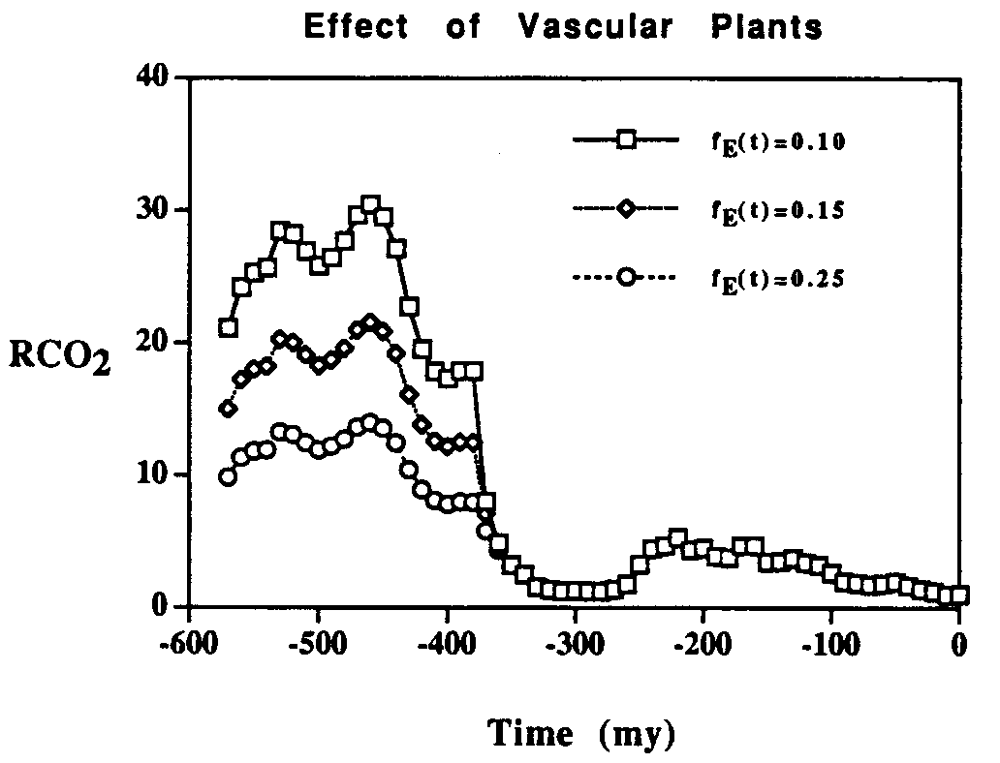 Effect of Vascular Plants
40
30
20
10
0
RCO2
fE(t)=0.10
fE(t)=0.15
fE(t)=0.25
-600 -500 -400 -300 -200 -100 0
Time (my)